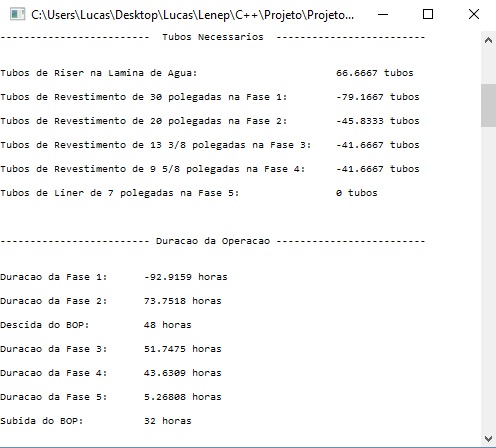 C:\Users\Lucas\Desktop\Lucas\Lenep\C++\Projeto\Projeto...
------------------------- Tubos Necessarios -------------------------
Tubos de Riser na Lamina de Agua: 66.6667 tubos
Tubos de Revestimento de 30 polegadas na Fase 1: -79.1667 tubos
Tubos de Revestimento de 20 polegadas na Fase 2: -45.8333 tubos
Tubos de Revestimento de 13 3/8 polegadas na Fase 3: -41.6667 tubos
Tubos de Revestimento de 9 5/8 polegadas na Fase 4: -41.6667 tubos
Tubos de Liner de 7 polegadas na Fase 5: 0 tubos
------------------------- Duracao da Operacao -------------------------
Duracao da Fase 1: -92.9159 horas
Duracao da Fase 2: 73.7518 horas
Descida do BOP: 48 horas
Duracao da Fase 3: 51.7475 horas
Duracao da Fase 4: 43.6309 horas
Duracao da Fase 5: 5.26808 horas
Subida do BOP: 32 horas